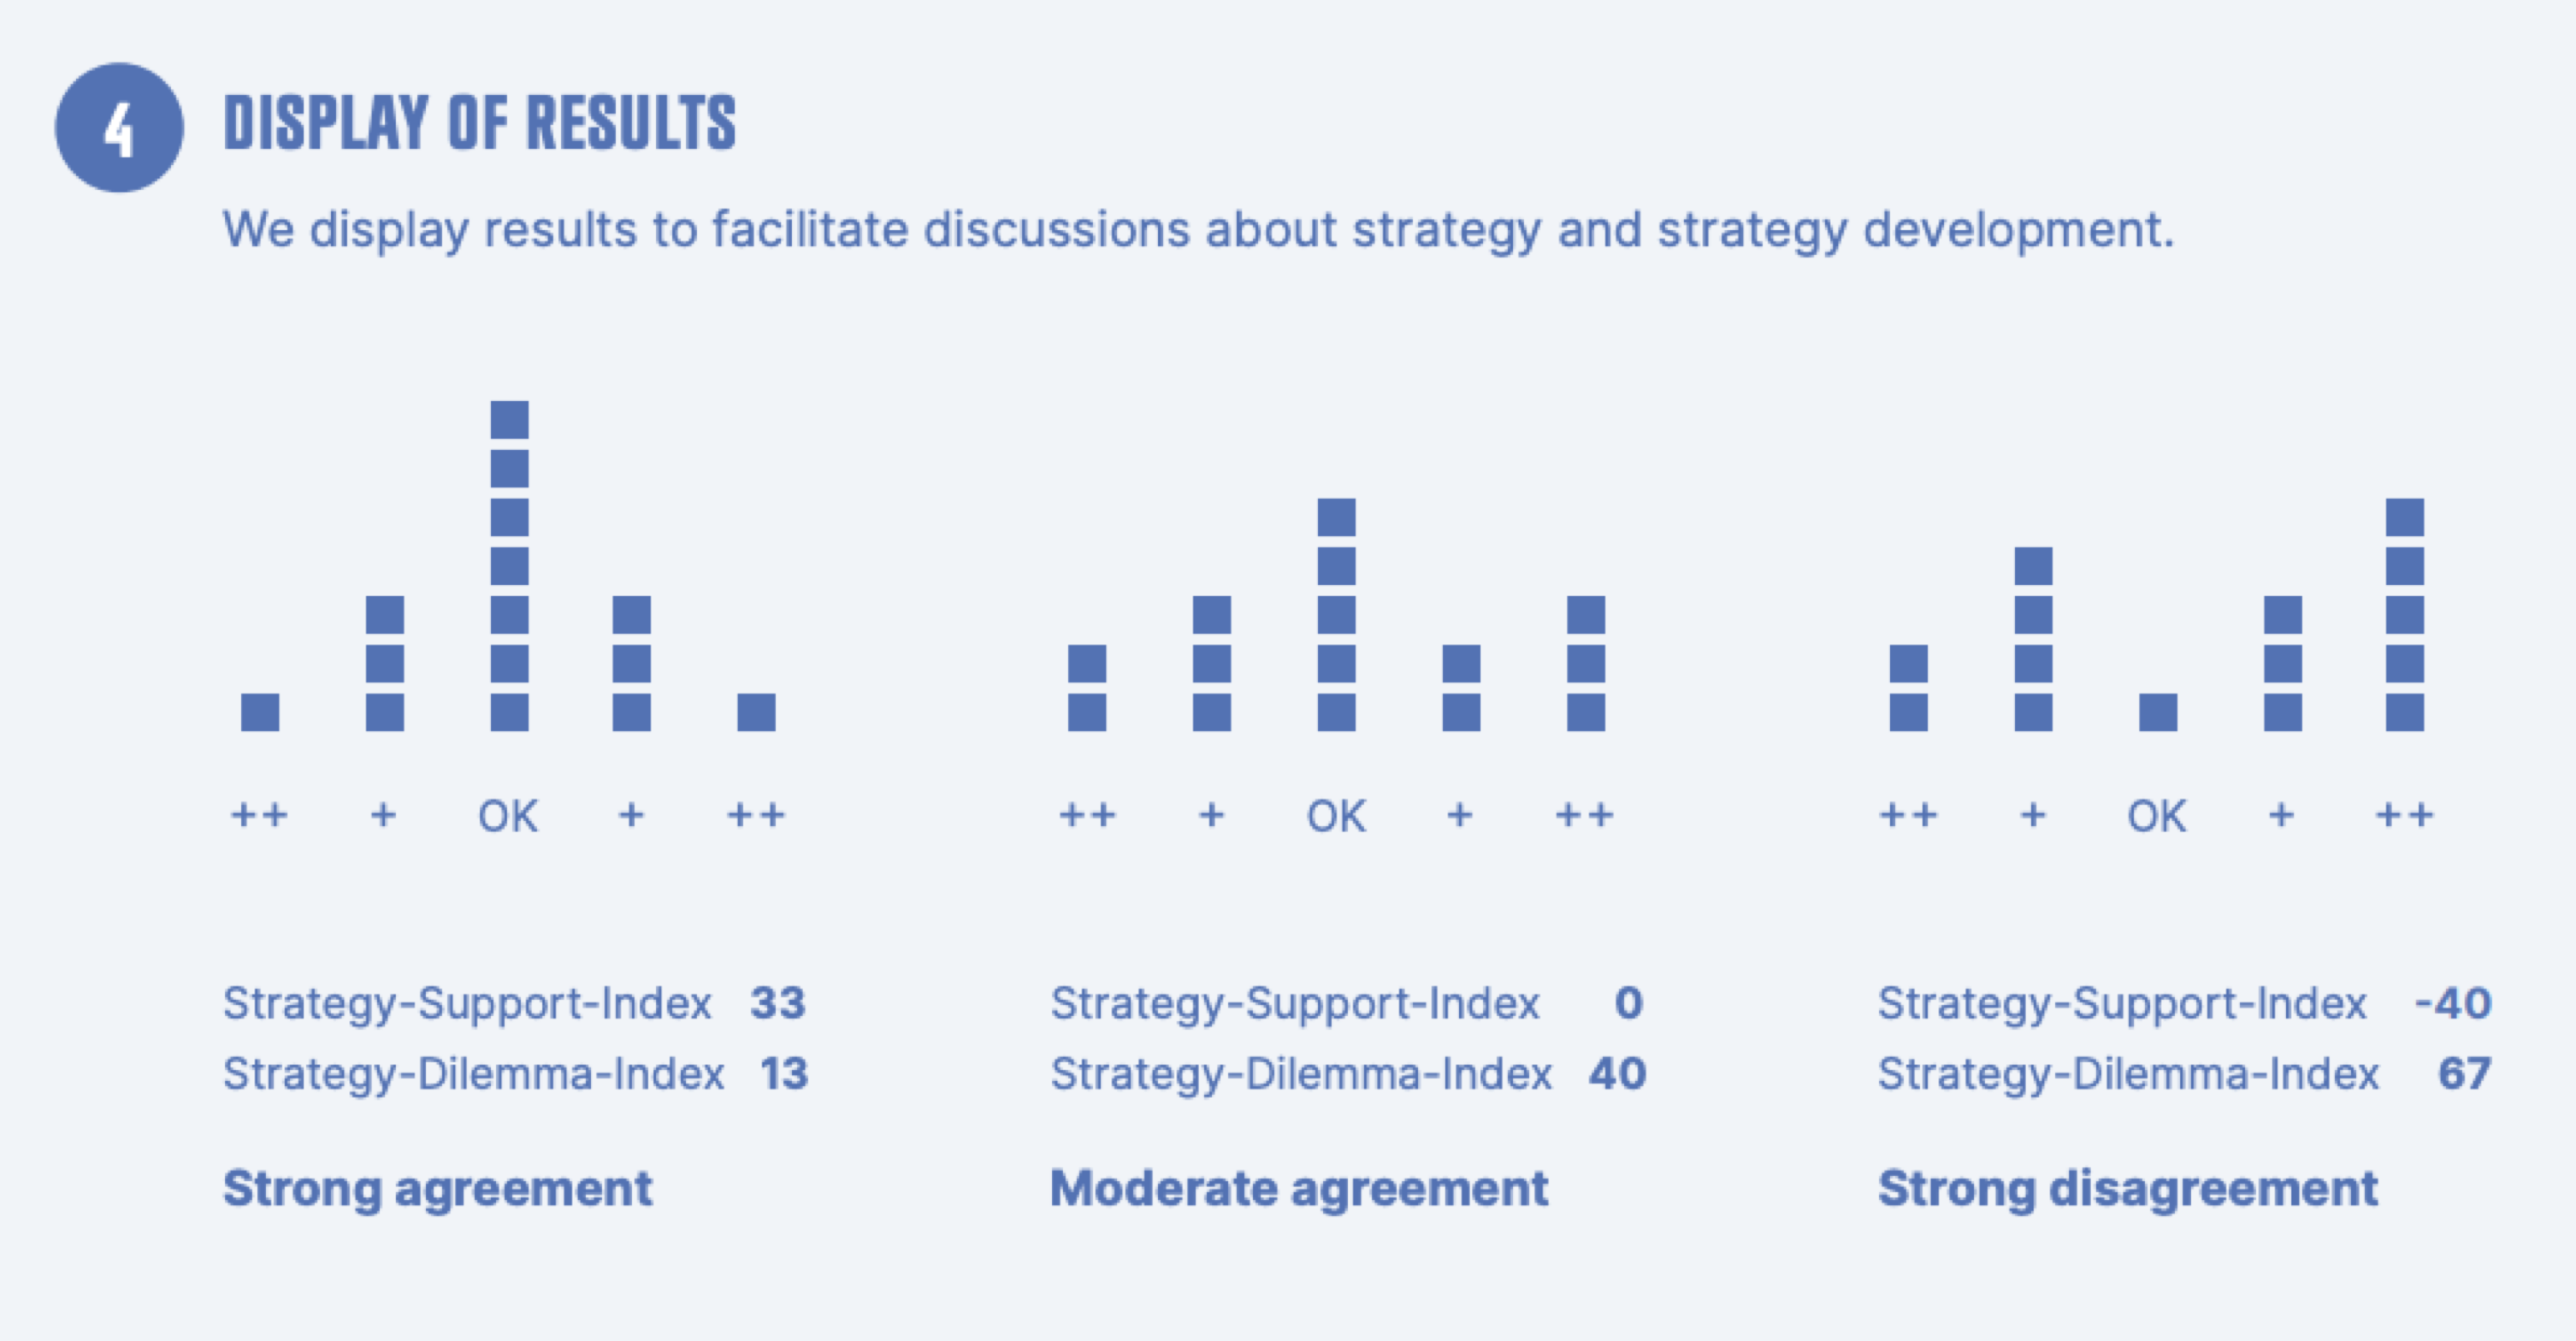 4
DISPLAY OF RESULTS
We display results to facilitate discussions about strategy and strategy development.
++ + OK + ++
Strategy-Support-Index 33
Strategy-Dilemma-Index 13
Strong agreement
++ + OK + ++
Strategy-Support-Index 0
Strategy-Dilemma-Index 40
Moderate agreement
++ + OK + ++
Strategy-Support-Index -40
Strategy-Dilemma-Index 67
Strong disagreement